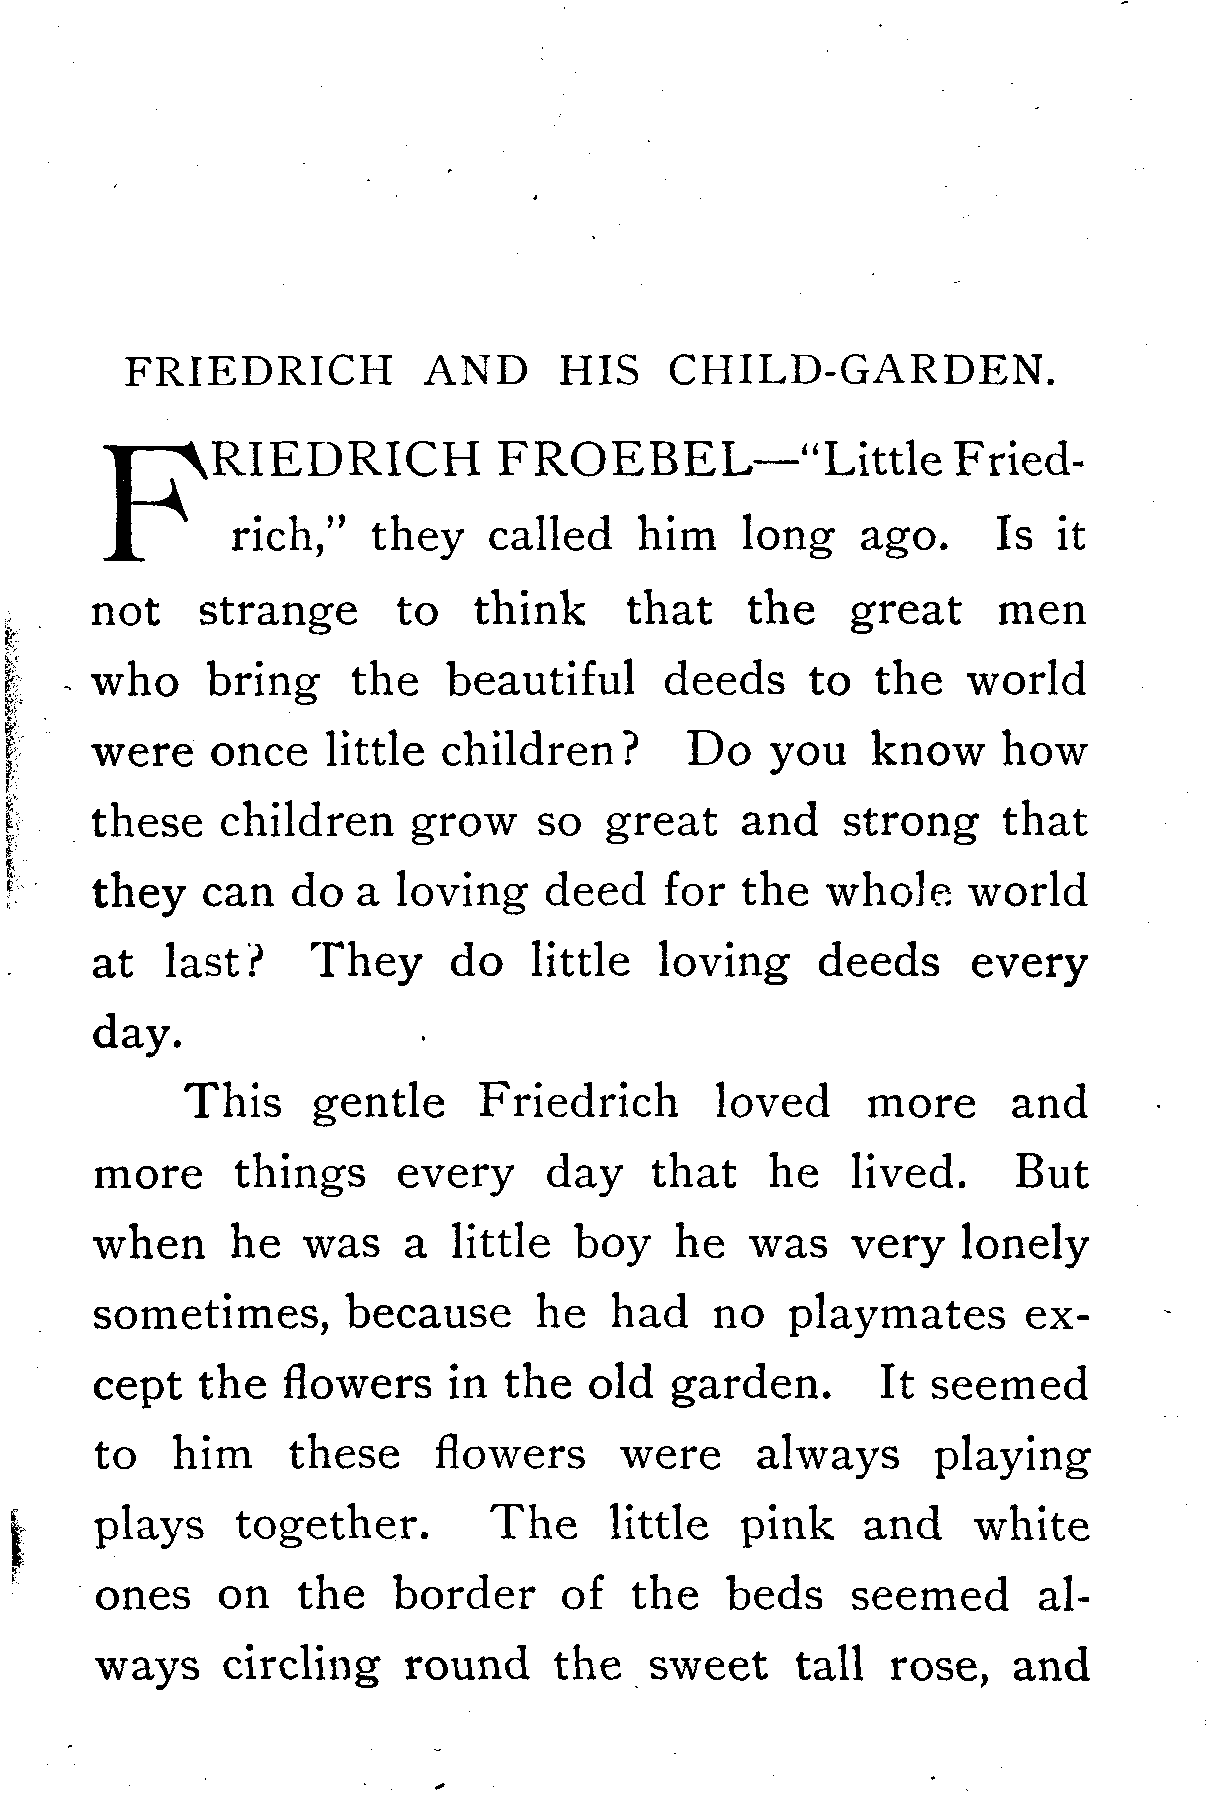 FRIEDRICH AND HIS CHILD-GARDEN.
FRIEDRICH FROEBEL—“Little Fried-
rich,” they called him long ago. Is it
not strange to think that the great men
who bring the beautiful deeds to the world
were once little children? Do you know how
these children grow so great and strong that
they can do a loving deed for the whole world
at last? They do little loving deeds every
day.
This gentle Friedrich loved more and
more things every day that he lived. But
when he was a little boy he was very lonely
sometimes, because he had no playmates ex-
cept the flowers in the old garden. It seemed
to him these flowers were always playing
plays together. The little pink and white
ones on the border of the beds seemed al-
ways circling round the sweet tall rose, and